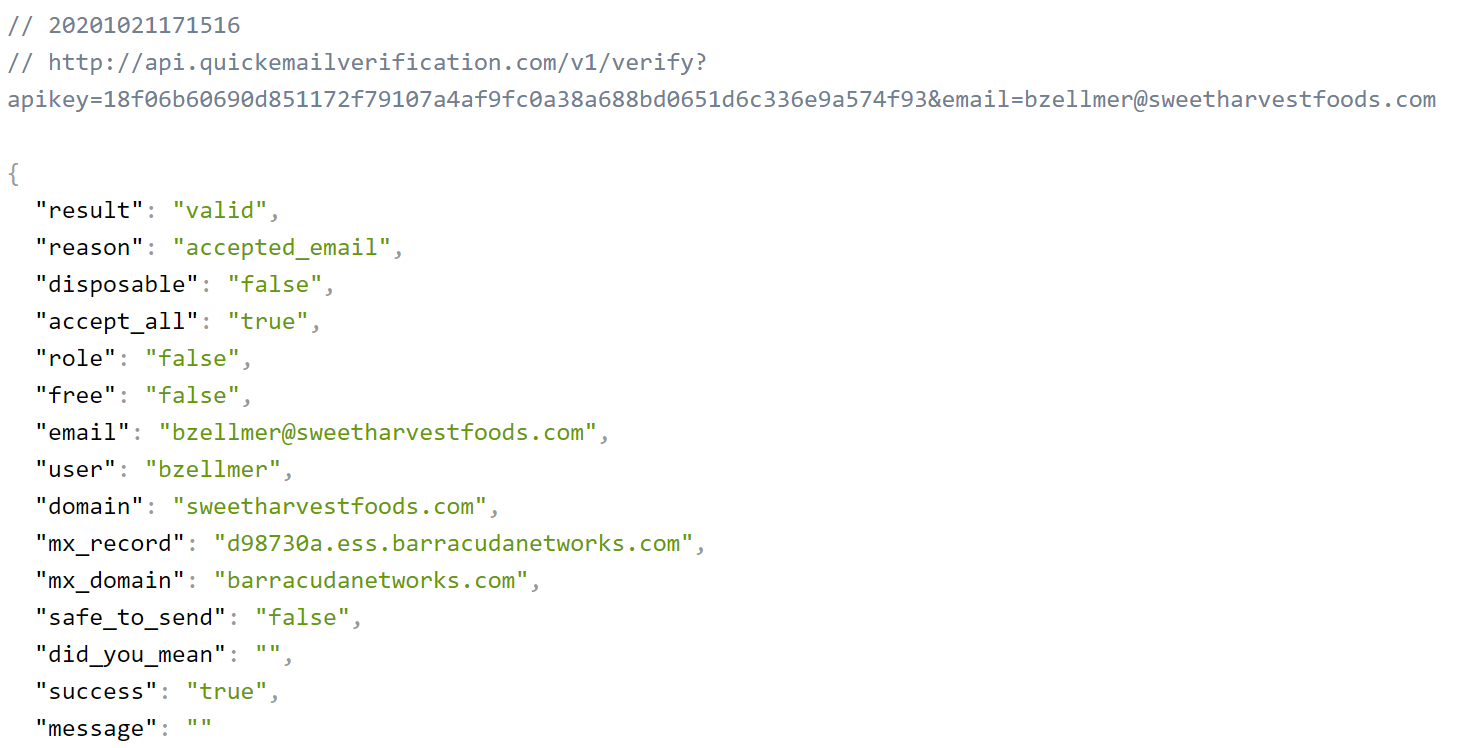 // 20201021171516
// http://api.quickemailverification.com/v1/verify?
apikey=18f06b60690d851172f79107a4af9fc0a38a688bd0651d6c336e9a574f93&email=bzellmer@sweetharvestfoods.com
{
"result": "valid",
"reason": "accepted_email",
"disposable": "false",
"accept_all": "true",
"role": "false",
"free": "false",
"email": "bzellmer@sweetharvestfoods.com",
"user": "bzellmer",
"domain": "sweetharvestfoods.com",
"mx_record": "d98730a.ess.barracudanetworks.com",
"mx_domain": "barracudanetworks.com",
"safe_to_send": "false",
"did_you_mean": "",
"success": "true",
"message": ""